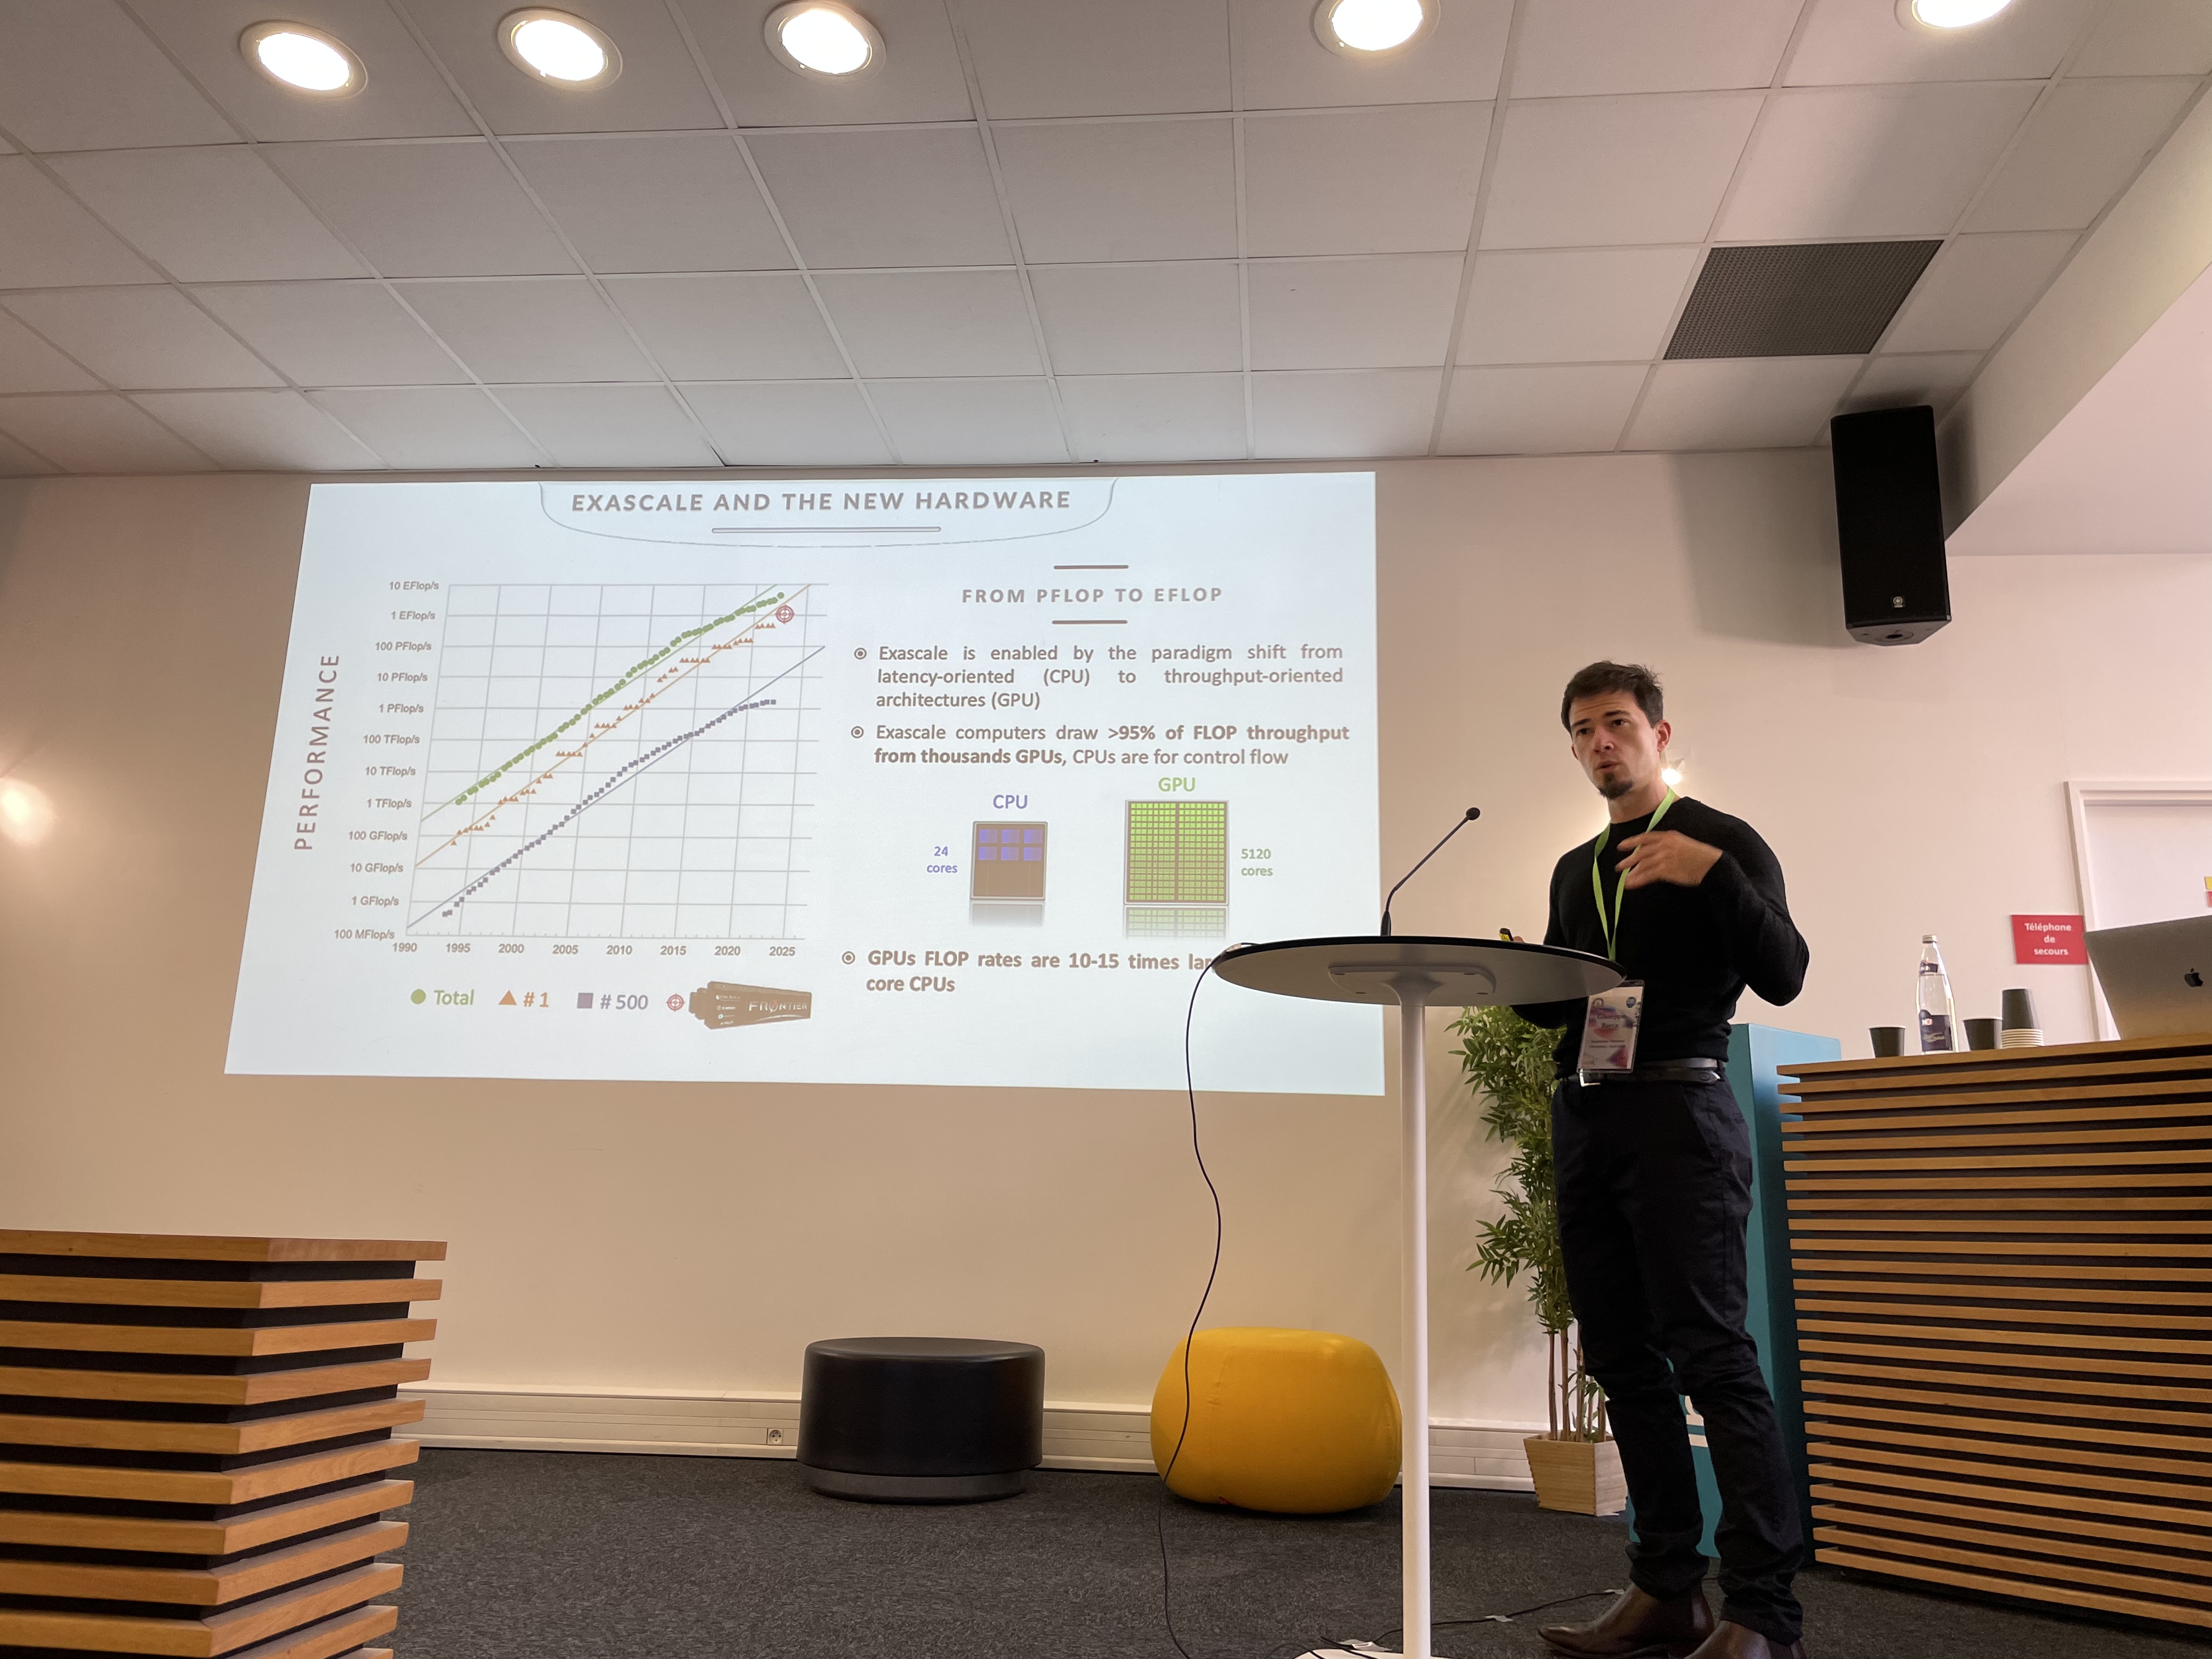 EXASCALE AND THE NEW HARDWARE
PERFORMANCE
10 EFlop/s
1 EFlop/s
100 PFlop/s
10 PFlop/s
1 PFlop/s
100 TFlop/s
10 TFlop/s
1 TFlop/s
100 GFlop/s
10 GFlop/s
1 GFlop/s
100 MFlop/s
1990 1995 2000 2005 2010 2015 2020 2025
Total #1 #500
FRONTIER
FROM PFLOP TO EFLOP
Exascale is enabled by the paradigm shift from
latency-oriented (CPU) to throughput-oriented
architectures (GPU)
Exascale computers draw >95% of FLOP throughput
from thousands GPUs, CPUs are for control flow
CPU
GPU
24
cores
5120
cores
GPUs FLOP rates are 10-15 times
core CPUs
Téléphone
de
secours